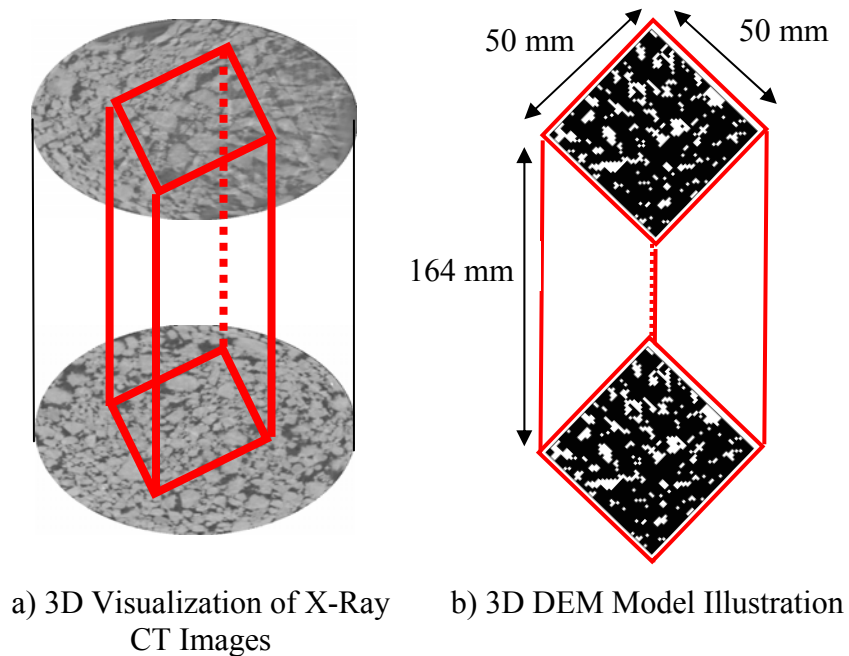 50 mm
50 mm
164 mm
a) 3D Visualization of X-Ray
CT Images
b) 3D DEM Model Illustration